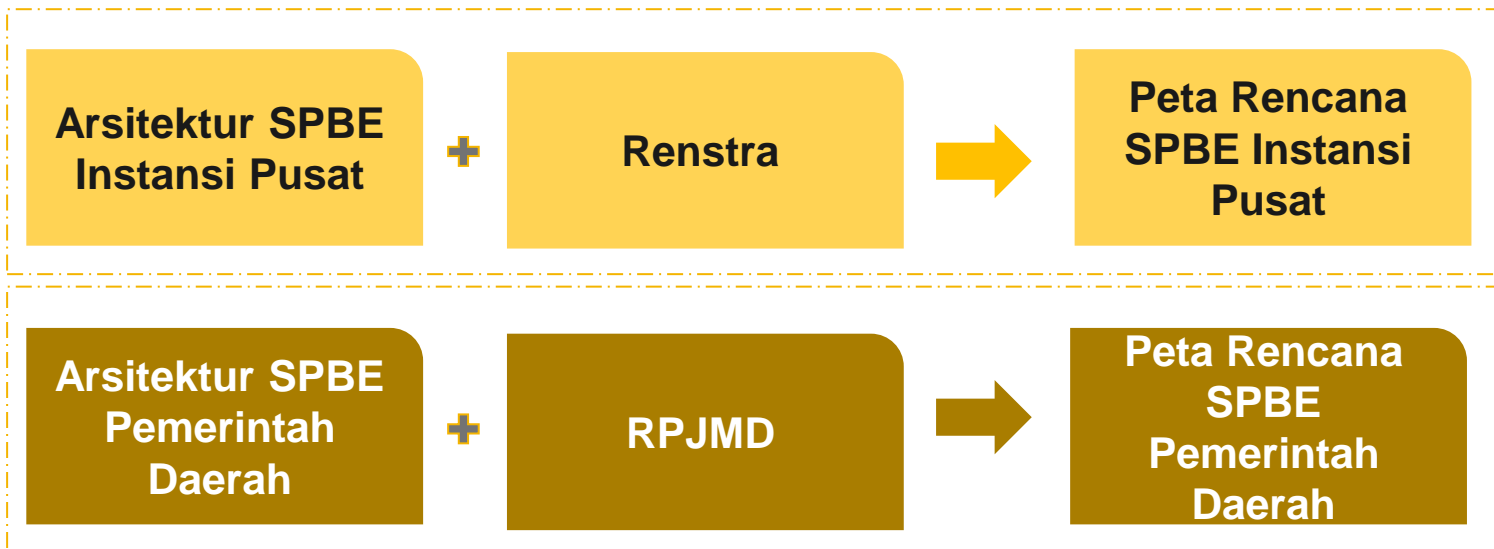 Arsitektur SPBE
Instansi Pusat
Renstra
Peta Rencana
SPBE Instansi
Pusat
Arsitektur SPBE
Pemerintah
Daerah
RPJMD
Peta Rencana
SPBE
Pemerintah
Daerah